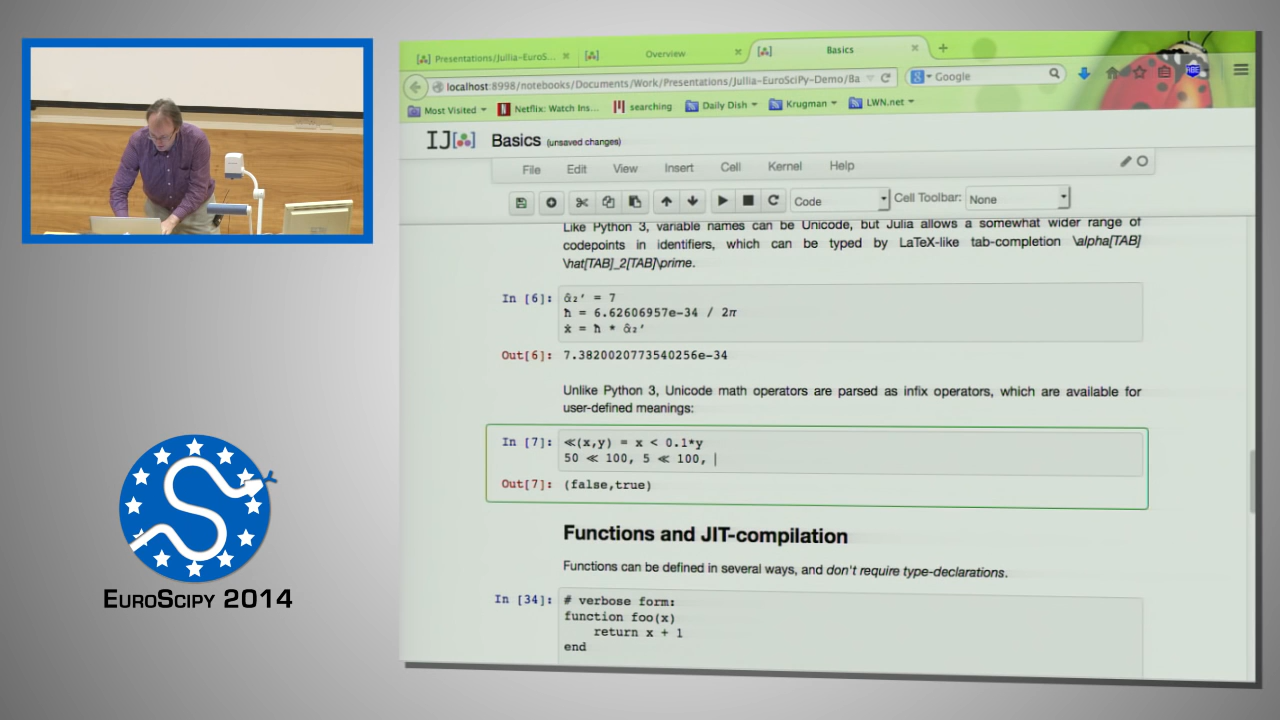 Presentations/Jullia-EuroS...
Overview
Basics
localhost:8998/notebooks/Documents/Work/Presentations/Jullia-EuroSciPy-Demo/Ba
Google
ABE
Most Visited
Netflix: Watch Ins...
searching
Daily Dish
Krugman
LWN.net
IJ[ ] Basics (unsaved changes)
File Edit View Insert Cell Kernel Help
Code
Cell Toolbar: None
Like Python 3, variable names can be Unicode, but Julia allows a somewhat wider range of
codepoints in identifiers, which can be typed by LaTeX-like tab-completion \alpha[TAB]
\hat[TAB]_2[TAB]\prime.
In [6]: α̂₂′ = 7
ħ = 6.62606957e-34 / 2π
ẋ = ħ * α̂₂′
Out[6]: 7.3820020773540256e-34
Unlike Python 3, Unicode math operators are parsed as infix operators, which are available for
user-defined meanings:
In [7]: ≪(x,y) = x < 0.1*y
50 ≪ 100, 5 ≪ 100,
Out[7]: (false,true)
Functions and JIT-compilation
Functions can be defined in several ways, and don't require type-declarations.
In [34]: # verbose form:
function foo(x)
return x + 1
end
EuroScipy 2014